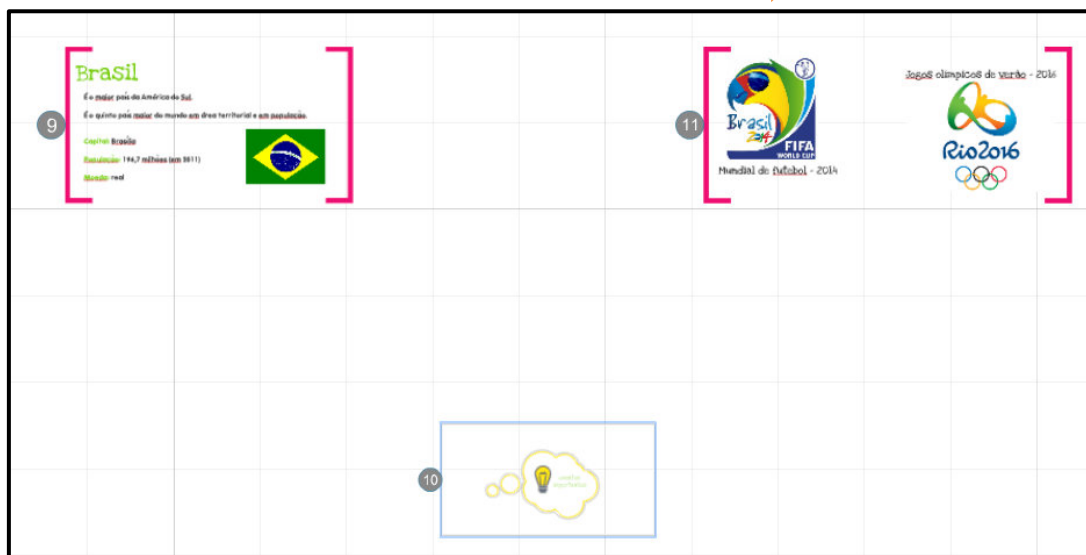 9
Brasil
É o maior país da América do Sul.
É o quinto país maior do mundo em área territorial e em população.
Capital: Brasília
População: 196,7 milhões (em 2011)
Moeda: real
11
Brasil
2014
FIFA
WORLD CUP
Mundial de futebol - 2014
Jogos olímpicos de verão - 2016
Rio2016
10